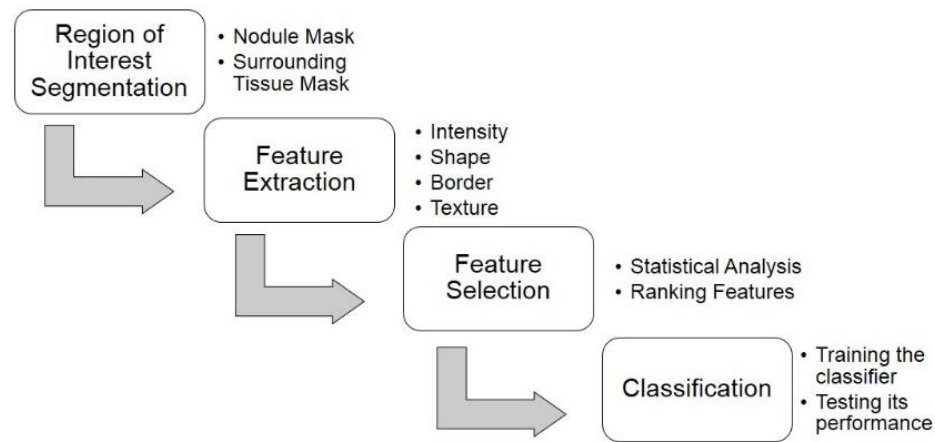 Region of
Interest
Segmentation
• Nodule Mask
• Surrounding
Tissue Mask
Feature
Extraction
• Intensity
• Shape
• Border
• Texture
Feature
Selection
• Statistical Analysis
• Ranking Features
Classification
• Training the
classifier
• Testing its
performance